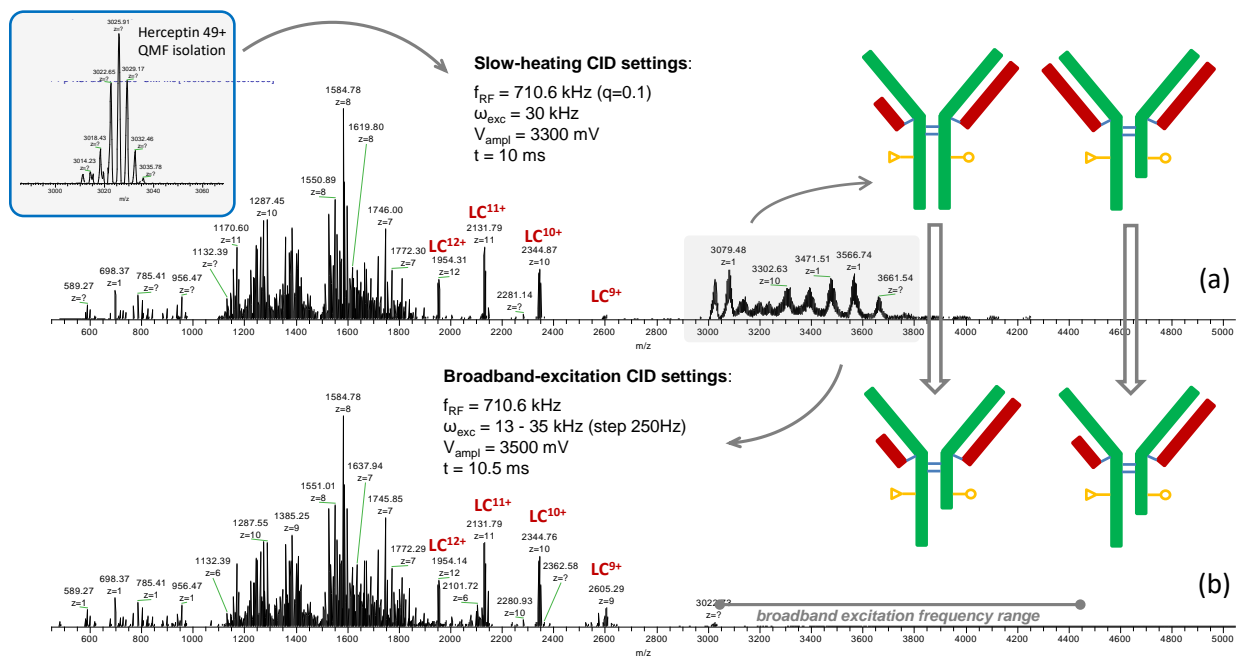 Herceptin 49+
QMF isolation
3025.91
z=?
3022.65
z=?
3029.17
z=?
3018.43
z=?
3032.46
z=?
3014.23
z=?
3035.78
z=?
3000
3020
3040
3060
m/z
Slow-heating CID settings:
f_RF = 710.6 kHz (q=0.1)
ω_exc = 30 kHz
V_ampl = 3300 mV
t = 10 ms
1584.78
z=8
1619.80
z=8
1550.89
z=8
1287.45
z=10
1746.00
z=7
1170.60
z=11
1132.39
z=?
1772.30
z=7
LC12+
1954.31
z=12
LC11+
2131.79
z=11
LC10+
2344.87
z=10
698.37
z=1
785.41
z=?
956.47
z=?
589.27
z=?
2281.14
z=?
LC9+
3079.48
z=1
3302.63
z=10
3471.51
z=1
3566.74
z=1
3661.54
z=?
(a)
600 800 1000 1200 1400 1600 1800 2000 2200 2400 2600 2800 3000 3200 3400 3600 3800 4000 4200 4400 4600 4800 5000
m/z
Broadband-excitation CID settings:
f_RF = 710.6 kHz
ω_exc = 13 - 35 kHz (step 250Hz)
V_ampl = 3500 mV
t = 10.5 ms
1584.78
z=8
1637.94
z=7
1551.01
z=8
1745.85
z=7
1385.25
z=9
1287.55
z=10
1132.39
z=6
1772.29
z=7
LC12+
1954.14
z=12
LC11+
2131.79
z=11
LC10+
2344.76
z=10
2362.58
z=?
2101.72
z=6
2280.93
z=10
LC9+
2605.29
z=9
589.27
z=1
698.37
z=1
785.41
z=1
956.47
z=1
z=?
broadband excitation frequency range
(b)
600 800 1000 1200 1400 1600 1800 2000 2200 2400 2600 2800 3000 3200 3400 3600 3800 4000 4200 4400 4600 4800 5000
m/z